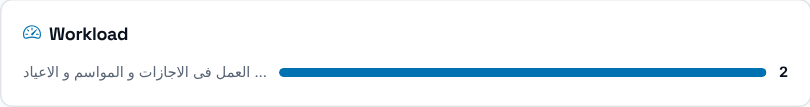 Workload
العمل فى الاجازات و المواسم و الاعياد ...
2